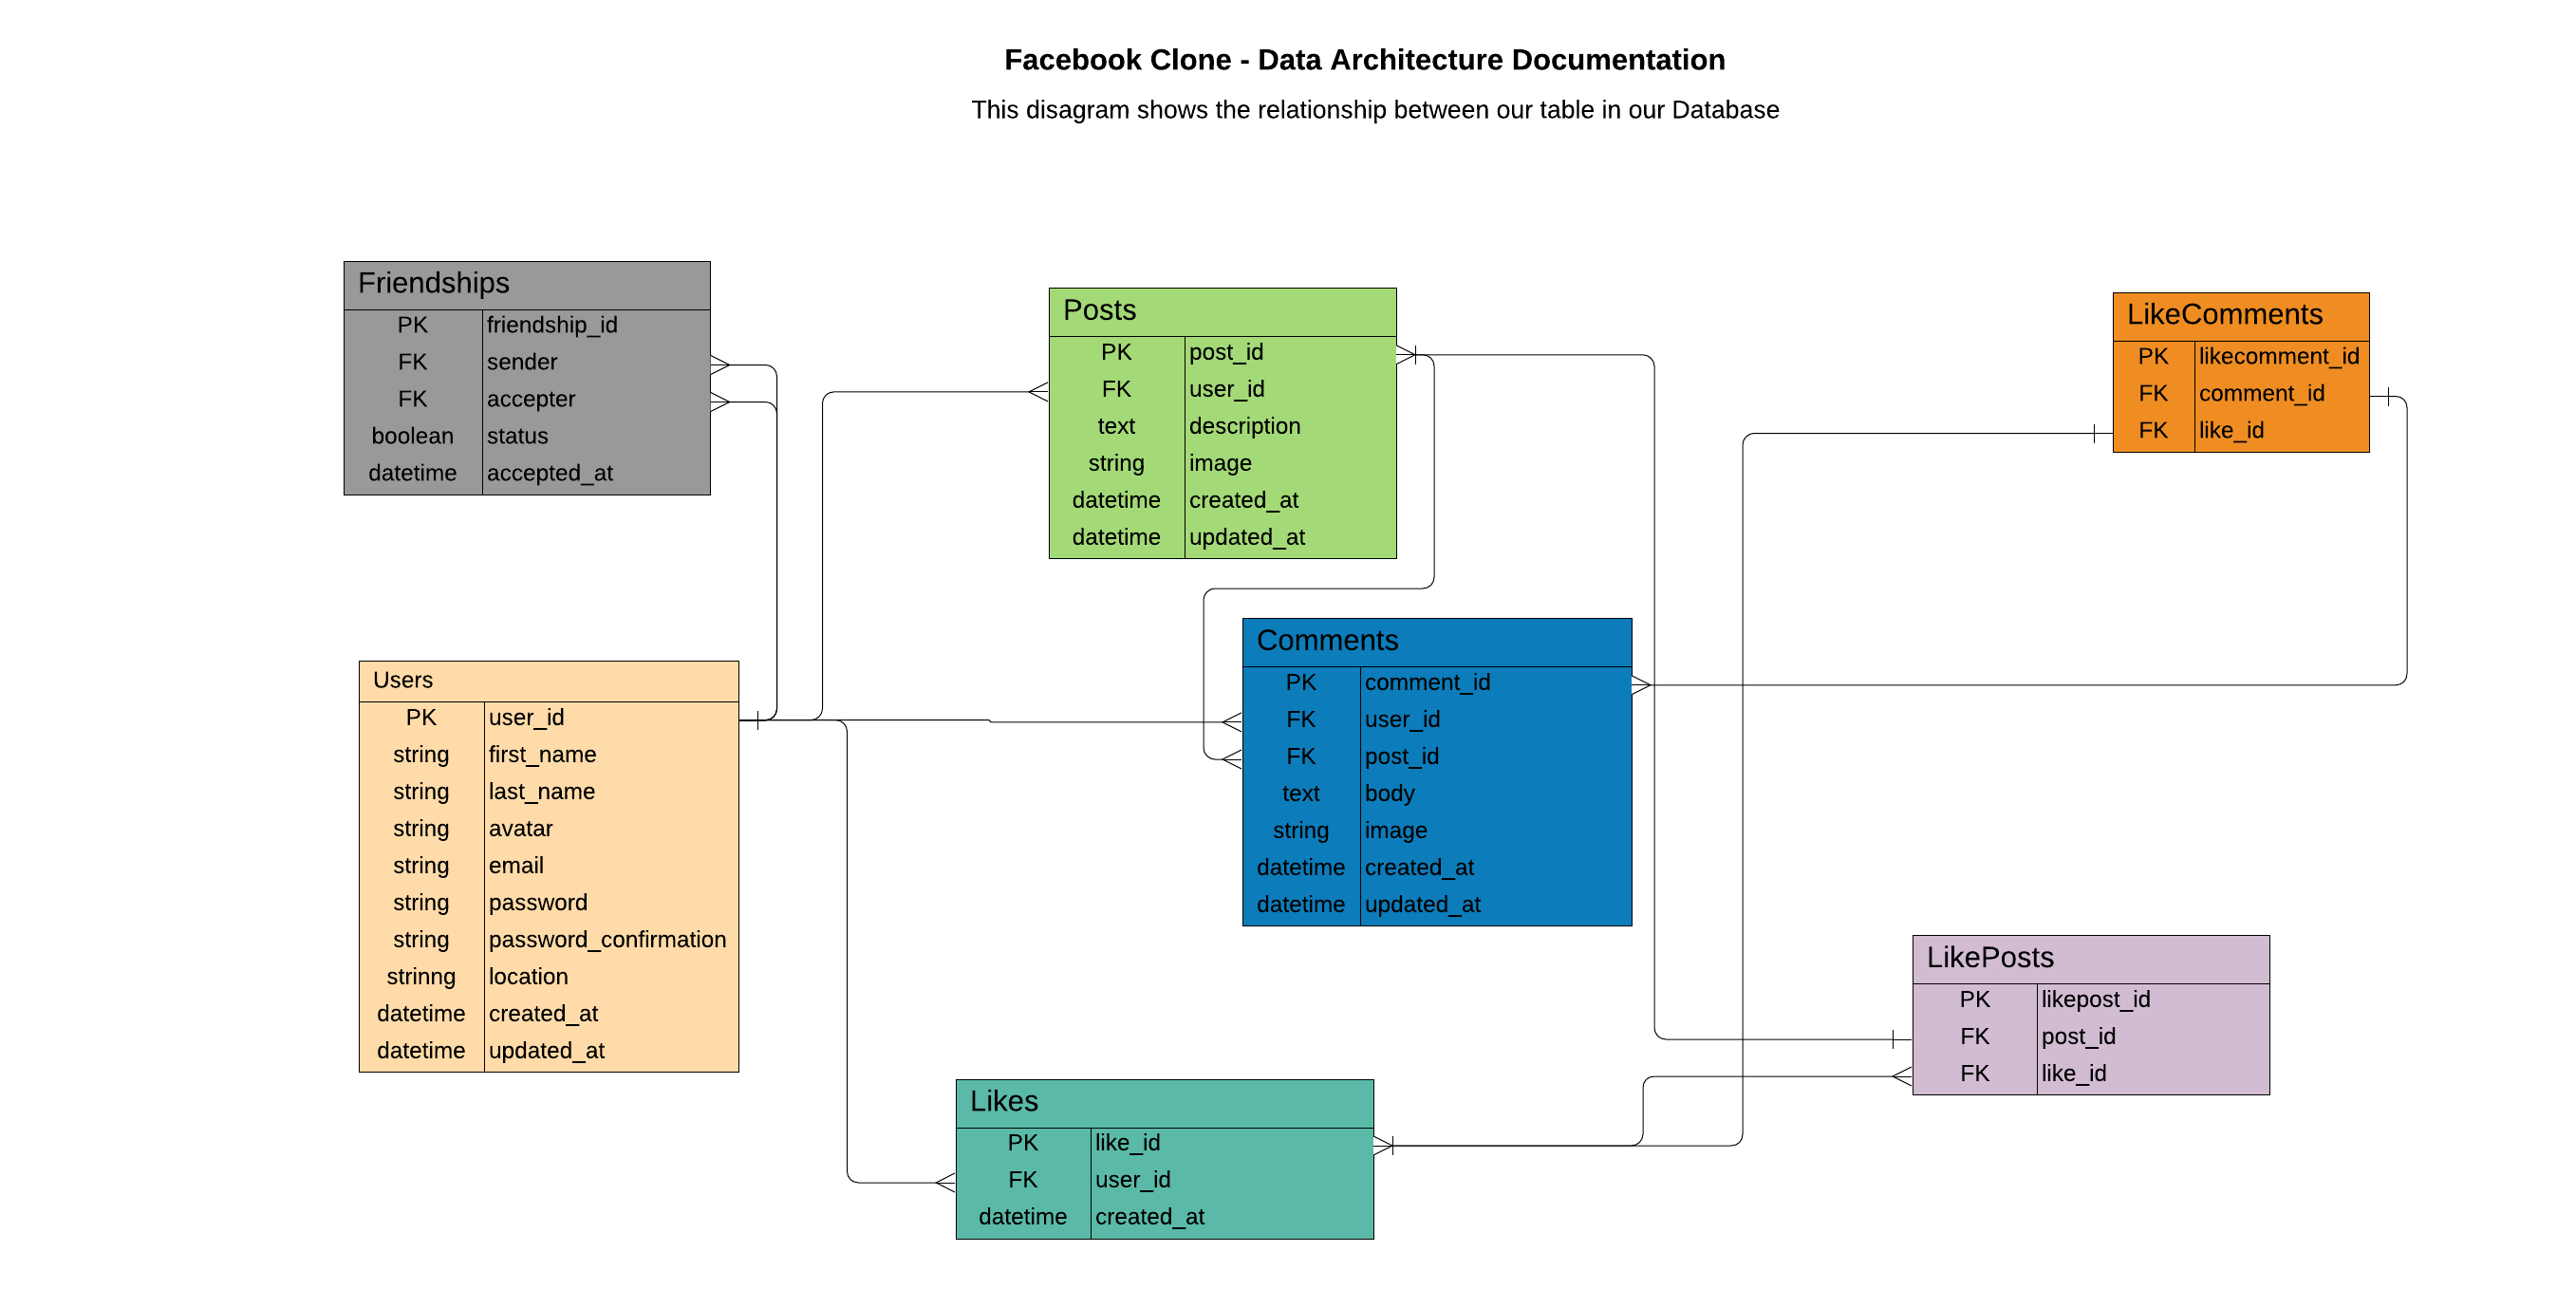 Facebook Clone - Data Architecture Documentation
This disagram shows the relationship between our table in our Database
Friendships
PK friendship_id
FK sender
FK accepter
boolean status
datetime accepted_at
Posts
PK post_id
FK user_id
text description
string image
datetime created_at
datetime updated_at
LikeComments
PK likecomment_id
FK comment_id
FK like_id
Users
PK user_id
string first_name
string last_name
string avatar
string email
string password
string password_confirmation
strinng location
datetime created_at
datetime updated_at
Comments
PK comment_id
FK user_id
FK post_id
text body
string image
datetime created_at
datetime updated_at
LikePosts
PK likepost_id
FK post_id
FK like_id
Likes
PK like_id
FK user_id
datetime created_at